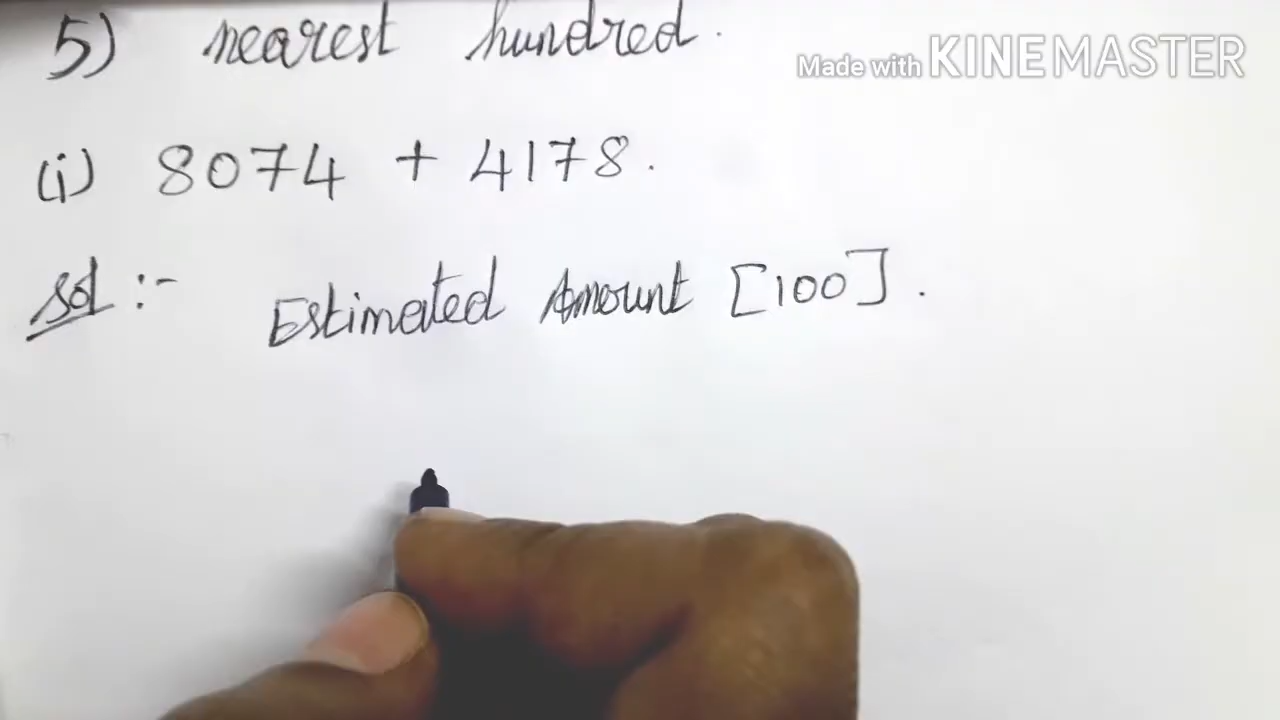 5) nearest hundred.
Made with KINEMASTER
(i) 8074 + 4178.
Sol :- Estimated Amount [100].